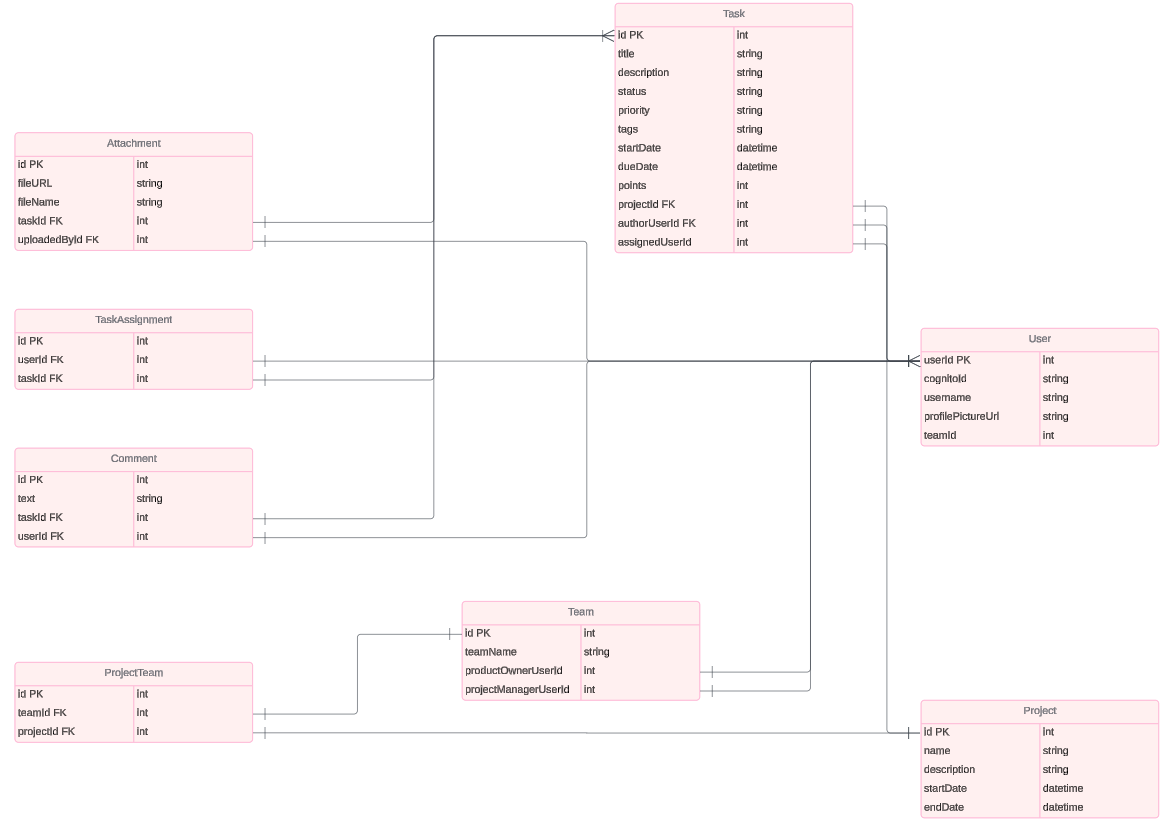 Task
id PK int
title string
description string
status string
priority string
tags string
startDate datetime
dueDate datetime
points int
projectId FK int
authorUserId FK int
assignedUserId int
Attachment
id PK int
fileURL string
fileName string
taskId FK int
uploadedById FK int
TaskAssignment
id PK int
userId FK int
taskId FK int
User
userId PK int
cognitoId string
username string
profilePictureUrl string
teamId int
Comment
id PK int
text string
taskId FK int
userId FK int
Team
id PK int
teamName string
productOwnerUserId int
projectManagerUserId int
ProjectTeam
id PK int
teamId FK int
projectId FK int
Project
id PK int
name string
description string
startDate datetime
endDate datetime